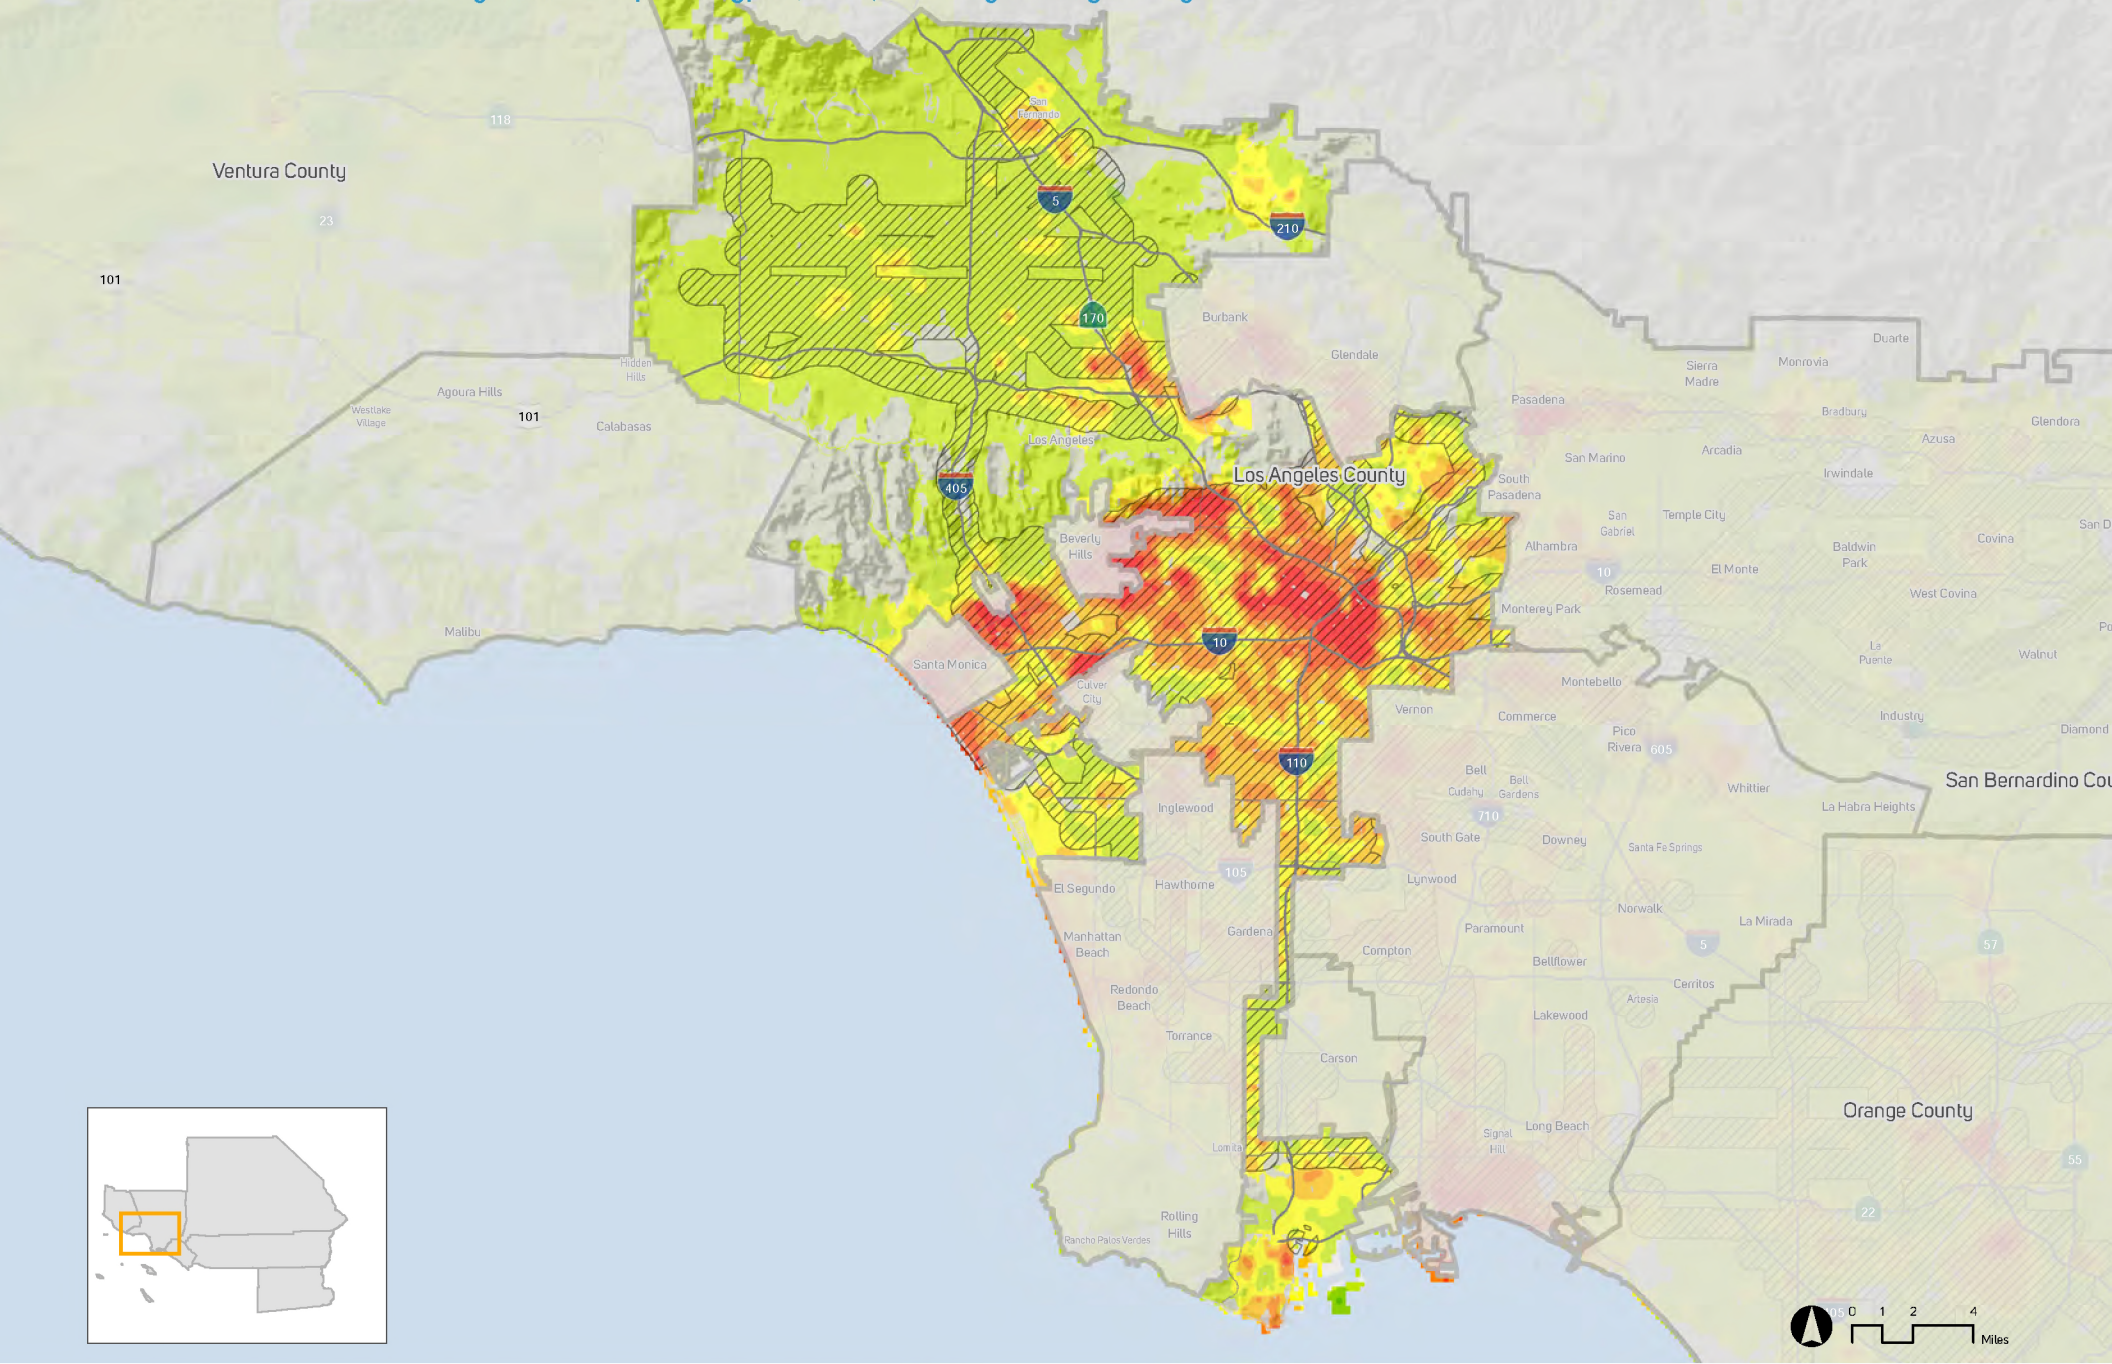 118
San
Fernando
Ventura County
5
23
210
101
170
Burbank
Glendale
Duarte
Hidden
Hills
Sierra
Madre
Monrovia
Agoura Hills
Pasadena
Westlake
Village
101
Bradbury
Glendora
Calabasas
Los Angeles
Azusa
Arcadia
San Marino
Los Angeles County
South
Pasadena
Irwindale
405
San
Gabriel
Temple City
San D
Beverly
Hills
Alhambra
Baldwin
Park
Covina
10
El Monte
Rosemead
West Covina
Monterey Park
Malibu
10
Po
Santa Monica
La
Puente
Walnut
Culver
City
Montebello
Vernon
Commerce
Industry
Pico
Rivera
605
Diamond
110
Bell
Bell
Gardens
Cudahy
San Bernardino Cou
Whittier
Inglewood
La Habra Heights
710
South Gate
Downey
Santa Fe Springs
105
El Segundo
Hawthorne
Lynwood
Norwalk
La Mirada
Gardena
Paramount
Manhattan
Beach
5
57
Compton
Bellflower
Cerritos
Redondo
Beach
Artesia
Lakewood
Torrance
Carson
Orange County
Long Beach
Signal
Hill
Lomita
55
Rolling
Hills
22
Rancho Palos Verdes
0 1 2 4
Miles